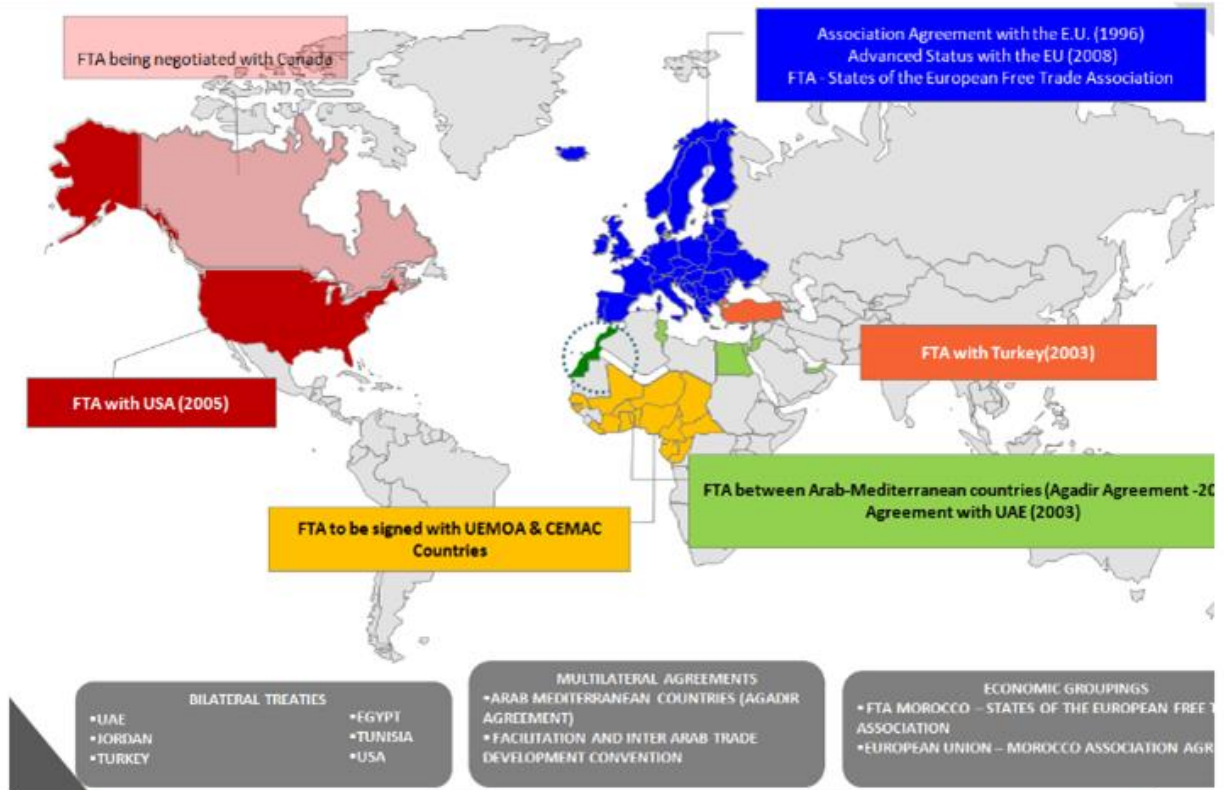 FTA being negotiated with Canada
Association Agreement with the E.U. (1996)
Advanced Status with the EU (2008)
FTA - States of the European Free Trade Association
FTA with Turkey(2003)
FTA with USA (2005)
FTA between Arab-Mediterranean countries (Agadir Agreement -20
Agreement with UAE (2003)
FTA to be signed with UEMOA & CEMAC
Countries
BILATERAL TREATIES
▪UAE
▪JORDAN
▪TURKEY
▪EGYPT
▪TUNISIA
▪USA
MULTILATERAL AGREEMENTS
▪ARAB MEDITERRANEAN COUNTRIES (AGADIR
AGREEMENT)
▪FACILITATION AND INTER ARAB TRADE
DEVELOPMENT CONVENTION
ECONOMIC GROUPINGS
▪FTA MOROCCO – STATES OF THE EUROPEAN FREE
ASSOCIATION
▪EUROPEAN UNION – MOROCCO ASSOCIATION AGR